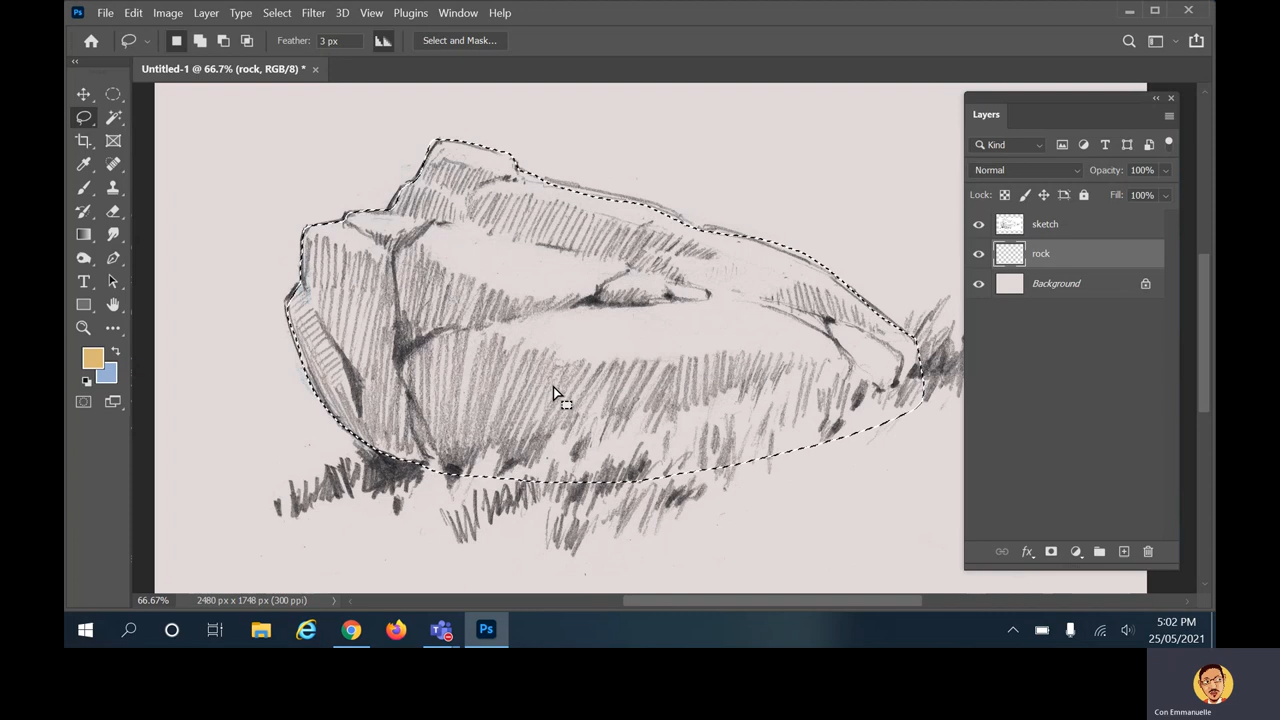 Ps File Edit Image Layer Type Select Filter 3D View Plugins Window Help
Feather: 3 px Select and Mask...
Untitled-1 @ 66.7% (rock, RGB/8) *
Layers
Kind
Normal Opacity: 100%
Lock: Fill: 100%
sketch
rock
Background
66.67% 2480 px x 1748 px (300 ppi)
Ps
5:02 PM
25/05/2021
Con Emmanuelle